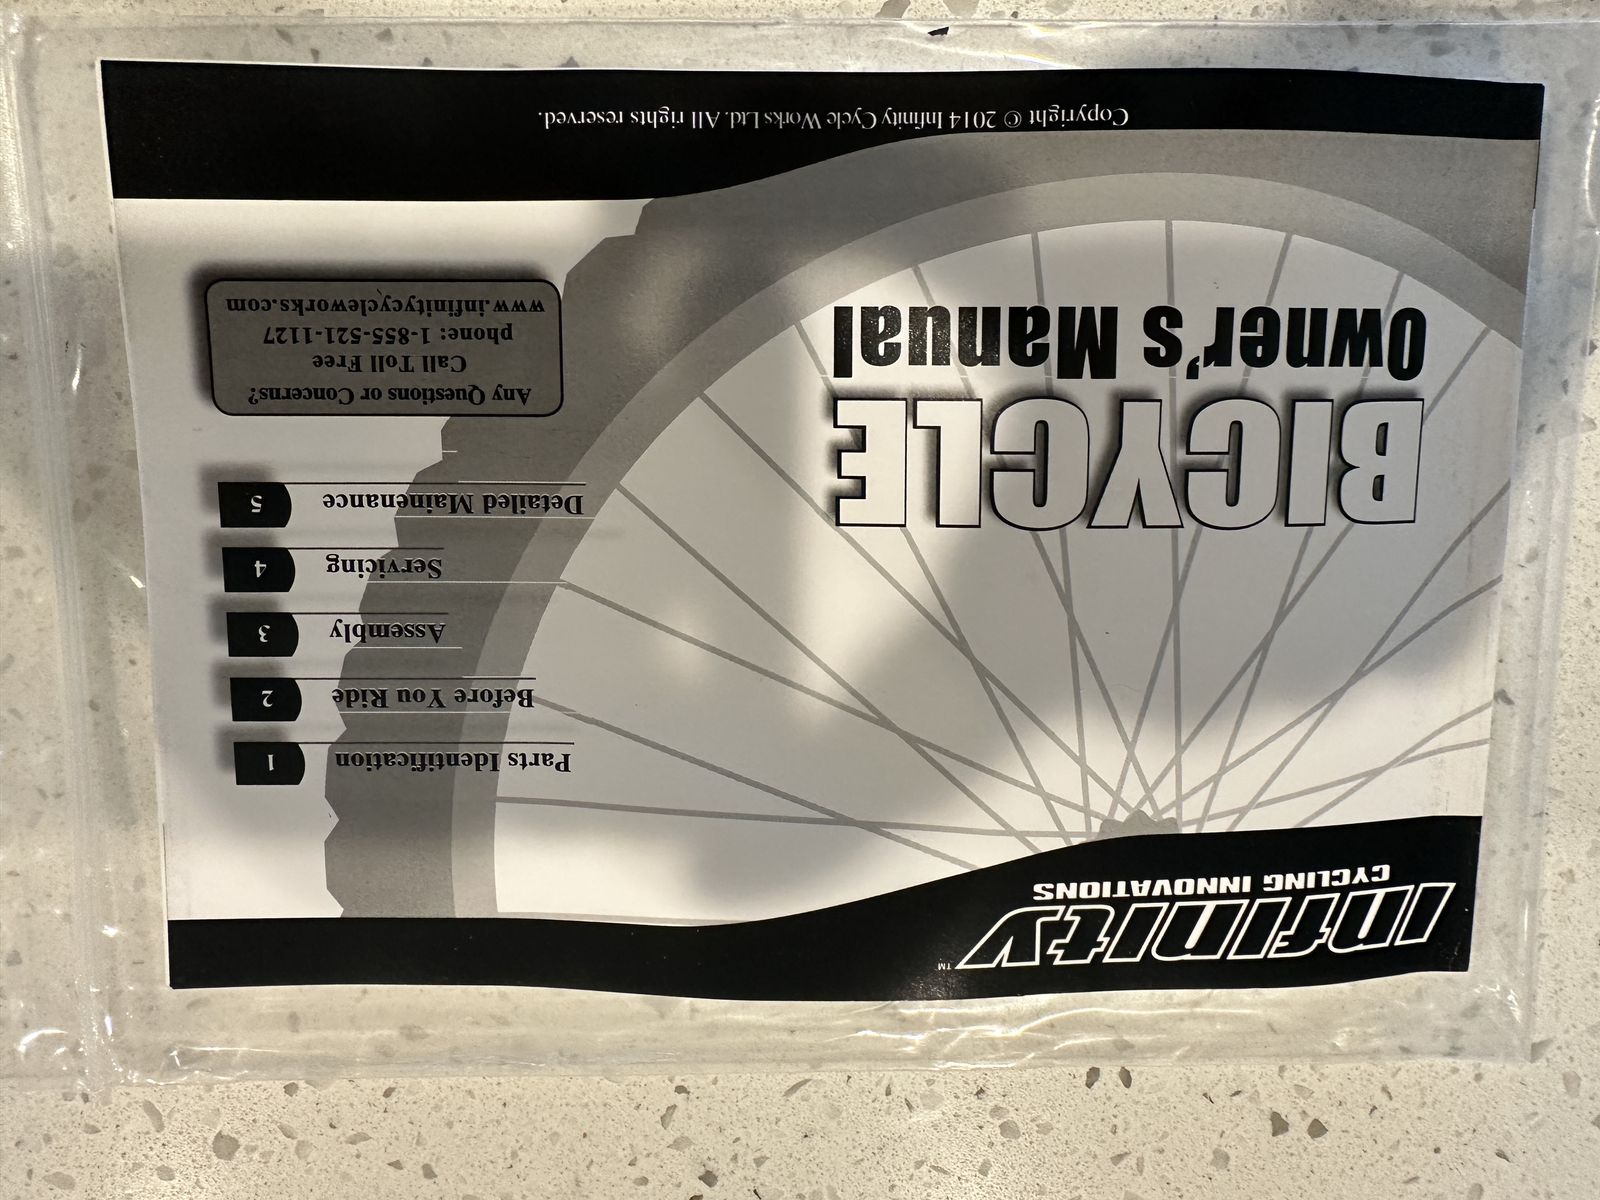 infinity™
CYCLING INNOVATIONS
BICYCLE
Owner's Manual
Parts Identification 1
Before You Ride 2
Assembly 3
Servicing 4
Detailed Mainenance 5
Any Questions or Concerns?
Call Toll Free
phone: 1-855-521-1127
www.infinitycycleworks.com
Copyright © 2014 Infinity Cycle Works Ltd. All rights reserved.